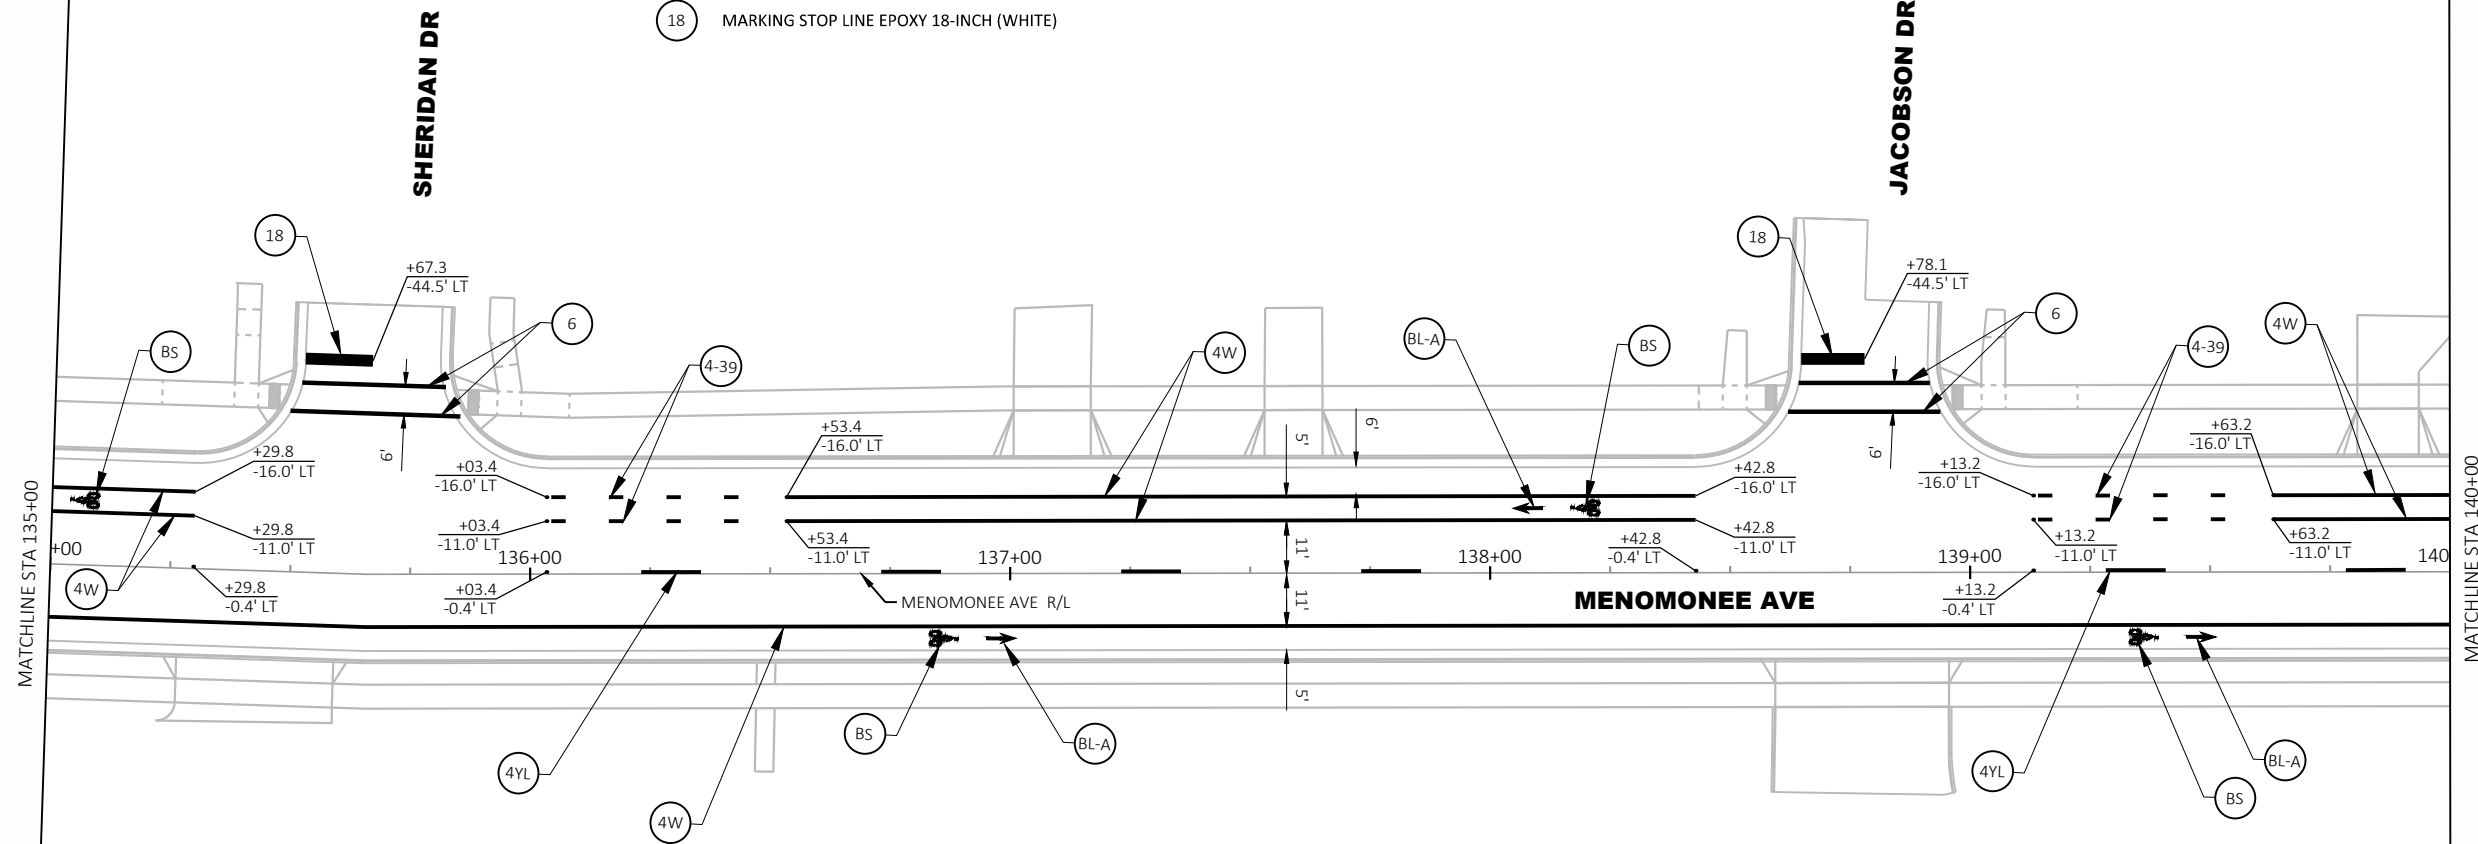 18 MARKING STOP LINE EPOXY 18-INCH (WHITE)
SHERIDAN DR
JACOBSON DR
18
18
+67.3
-44.5' LT
+78.1
-44.5' LT
6
6
4W
BS
4-39
4W
BL-A
BS
4-39
+53.4
-16.0' LT
5'
6'
+63.2
-16.0' LT
6'
6'
+29.8
-16.0' LT
+03.4
-16.0' LT
+42.8
-16.0' LT
+13.2
-16.0' LT
+29.8
-11.0' LT
+03.4
-11.0' LT
+53.4
-11.0' LT
+42.8
-0.4' LT
+42.8
-11.0' LT
+13.2
-11.0' LT
+63.2
-11.0' LT
+00
136+00
137+00
138+00
139+00
140
11'
4W
+29.8
-0.4' LT
+03.4
-0.4' LT
MENOMONEE AVE R/L
11'
MENOMONEE AVE
+13.2
-0.4' LT
MATCHLINE STA 135+00
MATCHLINE STA 140+00
5'
BS
BL-A
4YL
4W
4YL
BL-A
BS